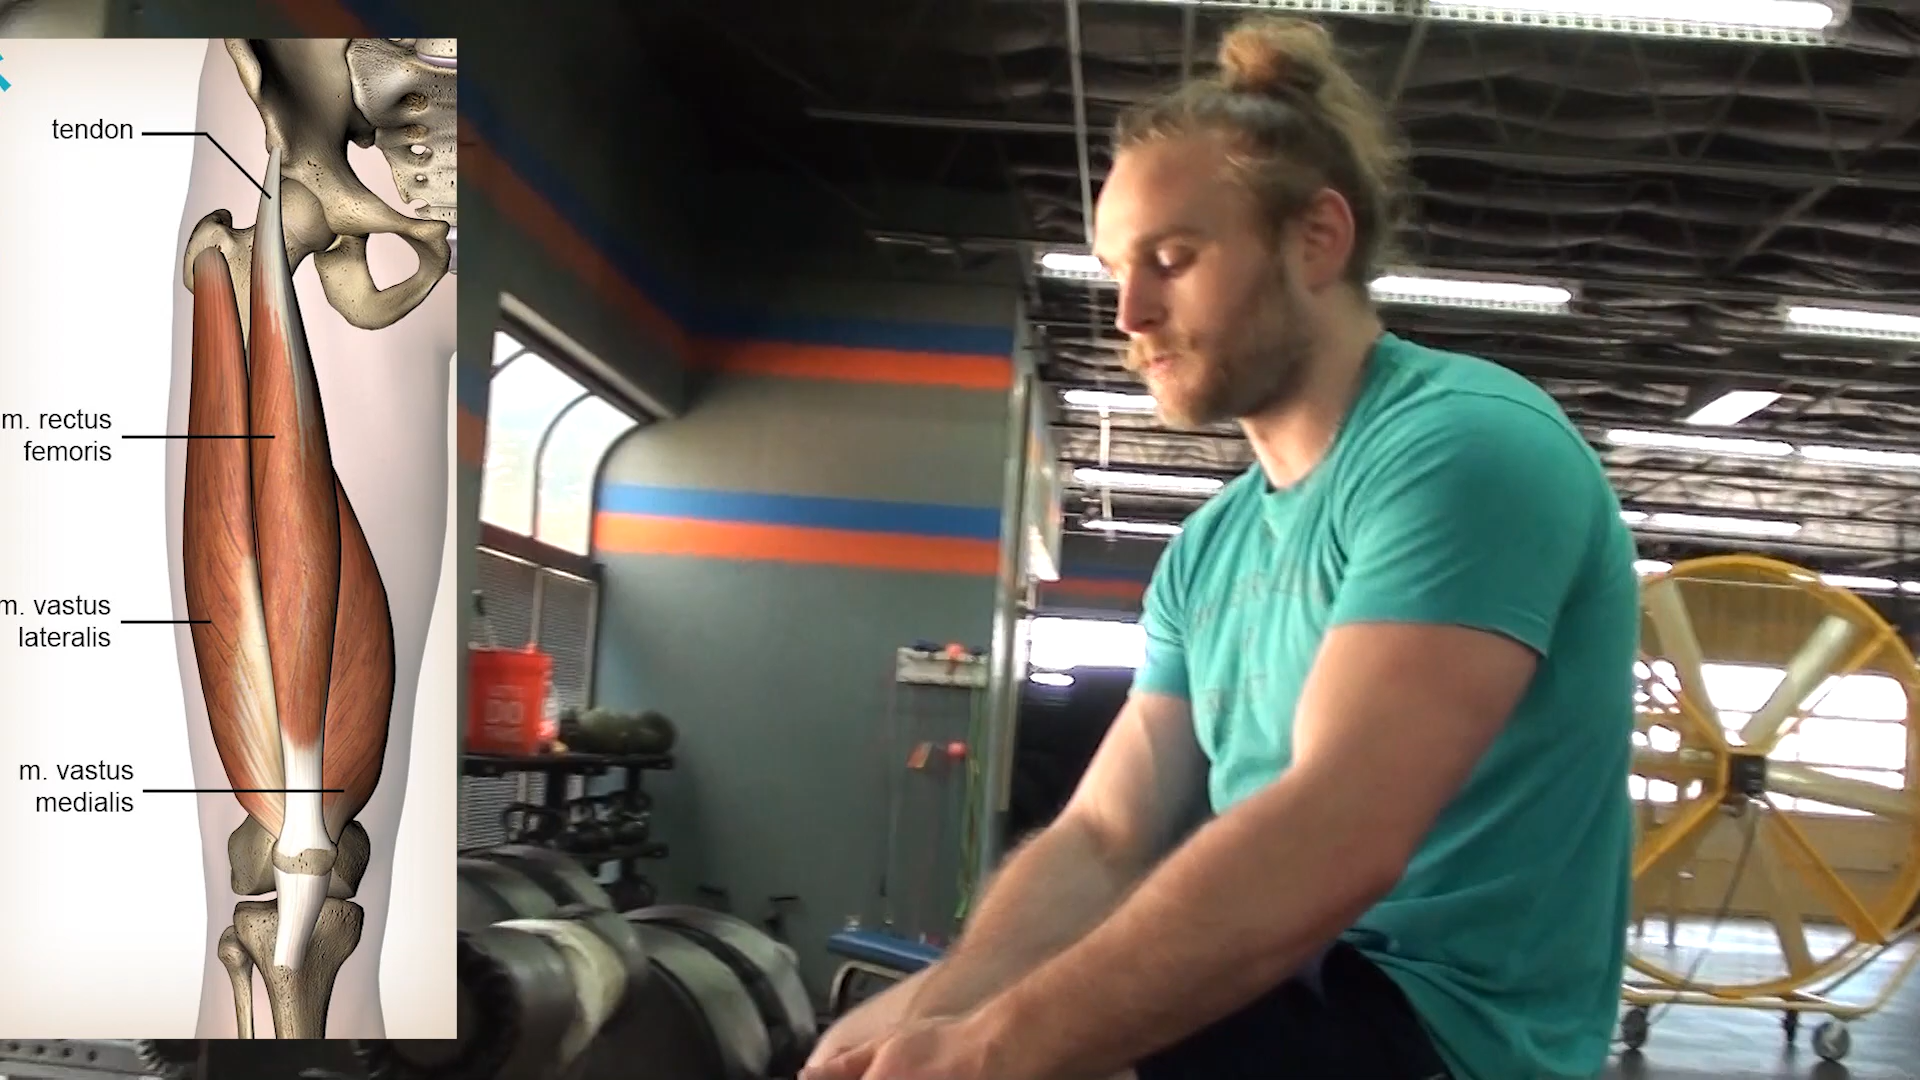 tendon
m. rectus
femoris
m. vastus
lateralis
m. vastus
medialis